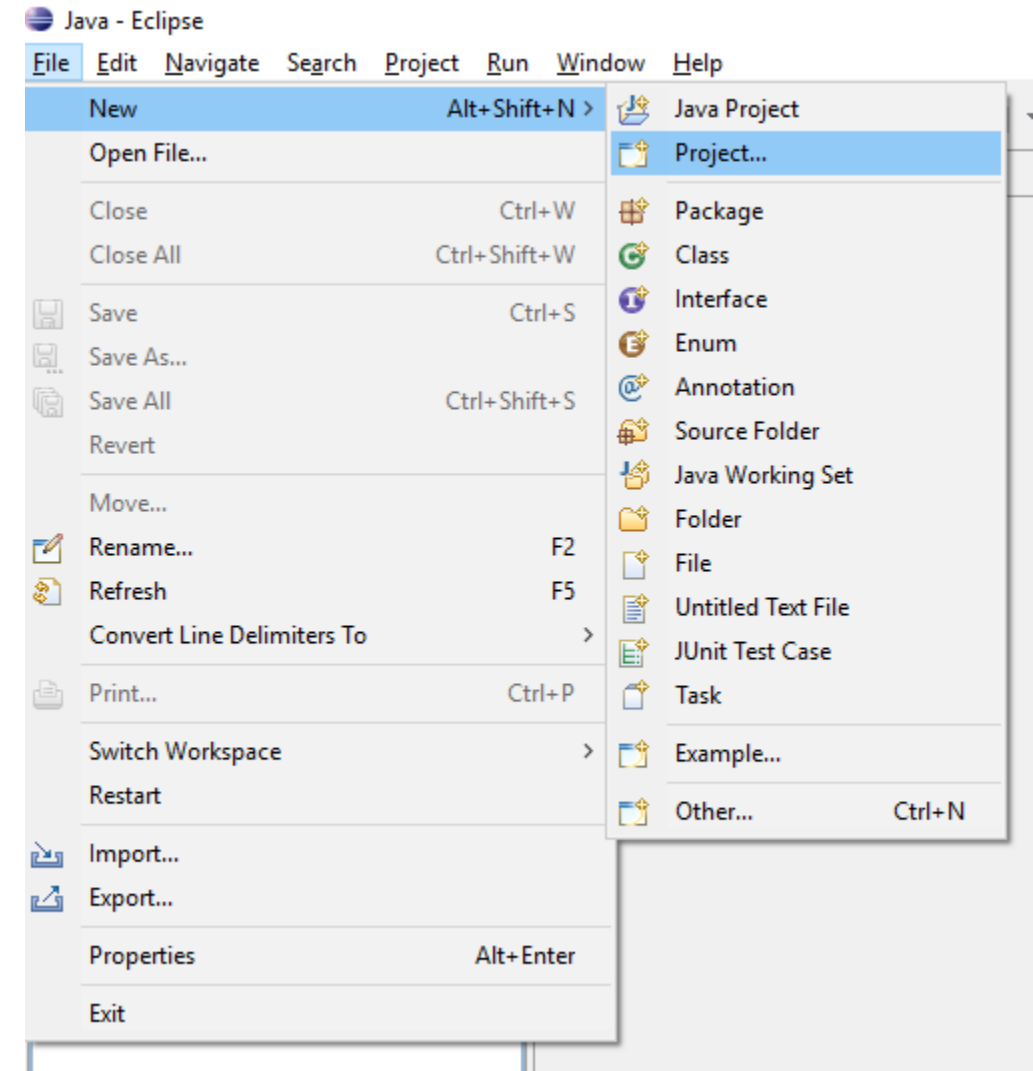 Java - Eclipse
File Edit Navigate Search Project Run Window Help
New Alt+Shift+N >
Open File...
Close Ctrl+W
Close All Ctrl+Shift+W
Save Ctrl+S
Save As...
Save All Ctrl+Shift+S
Revert
Move...
Rename... F2
Refresh F5
Convert Line Delimiters To >
Print... Ctrl+P
Switch Workspace >
Restart
Import...
Export...
Properties Alt+Enter
Exit
Java Project
Project...
Package
Class
Interface
Enum
Annotation
Source Folder
Java Working Set
Folder
File
Untitled Text File
JUnit Test Case
Task
Example...
Other... Ctrl+N